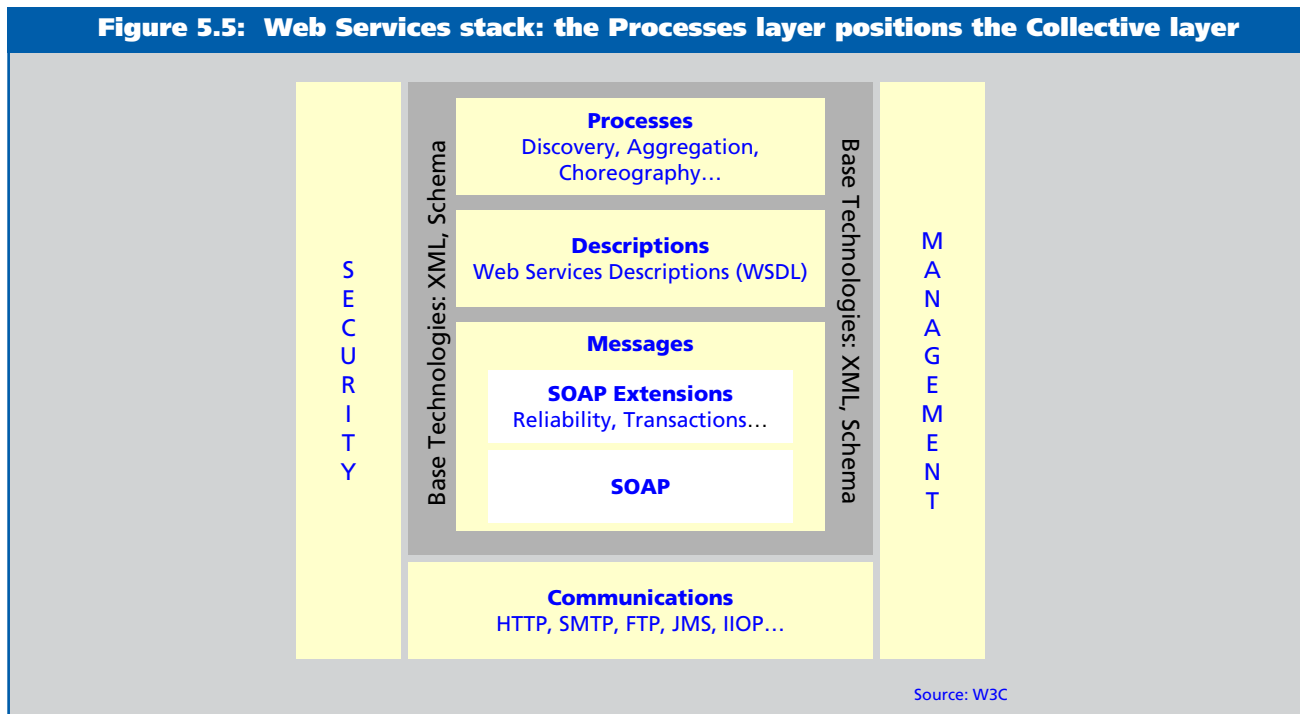 Figure 5.5: Web Services stack: the Processes layer positions the Collective layer
SECURITY
Base Technologies: XML, Schema
Processes
Discovery, Aggregation,
Choreography…
Descriptions
Web Services Descriptions (WSDL)
Messages
SOAP Extensions
Reliability, Transactions…
SOAP
Base Technologies: XML, Schema
MANAGEMENT
Communications
HTTP, SMTP, FTP, JMS, IIOP…
Source: W3C